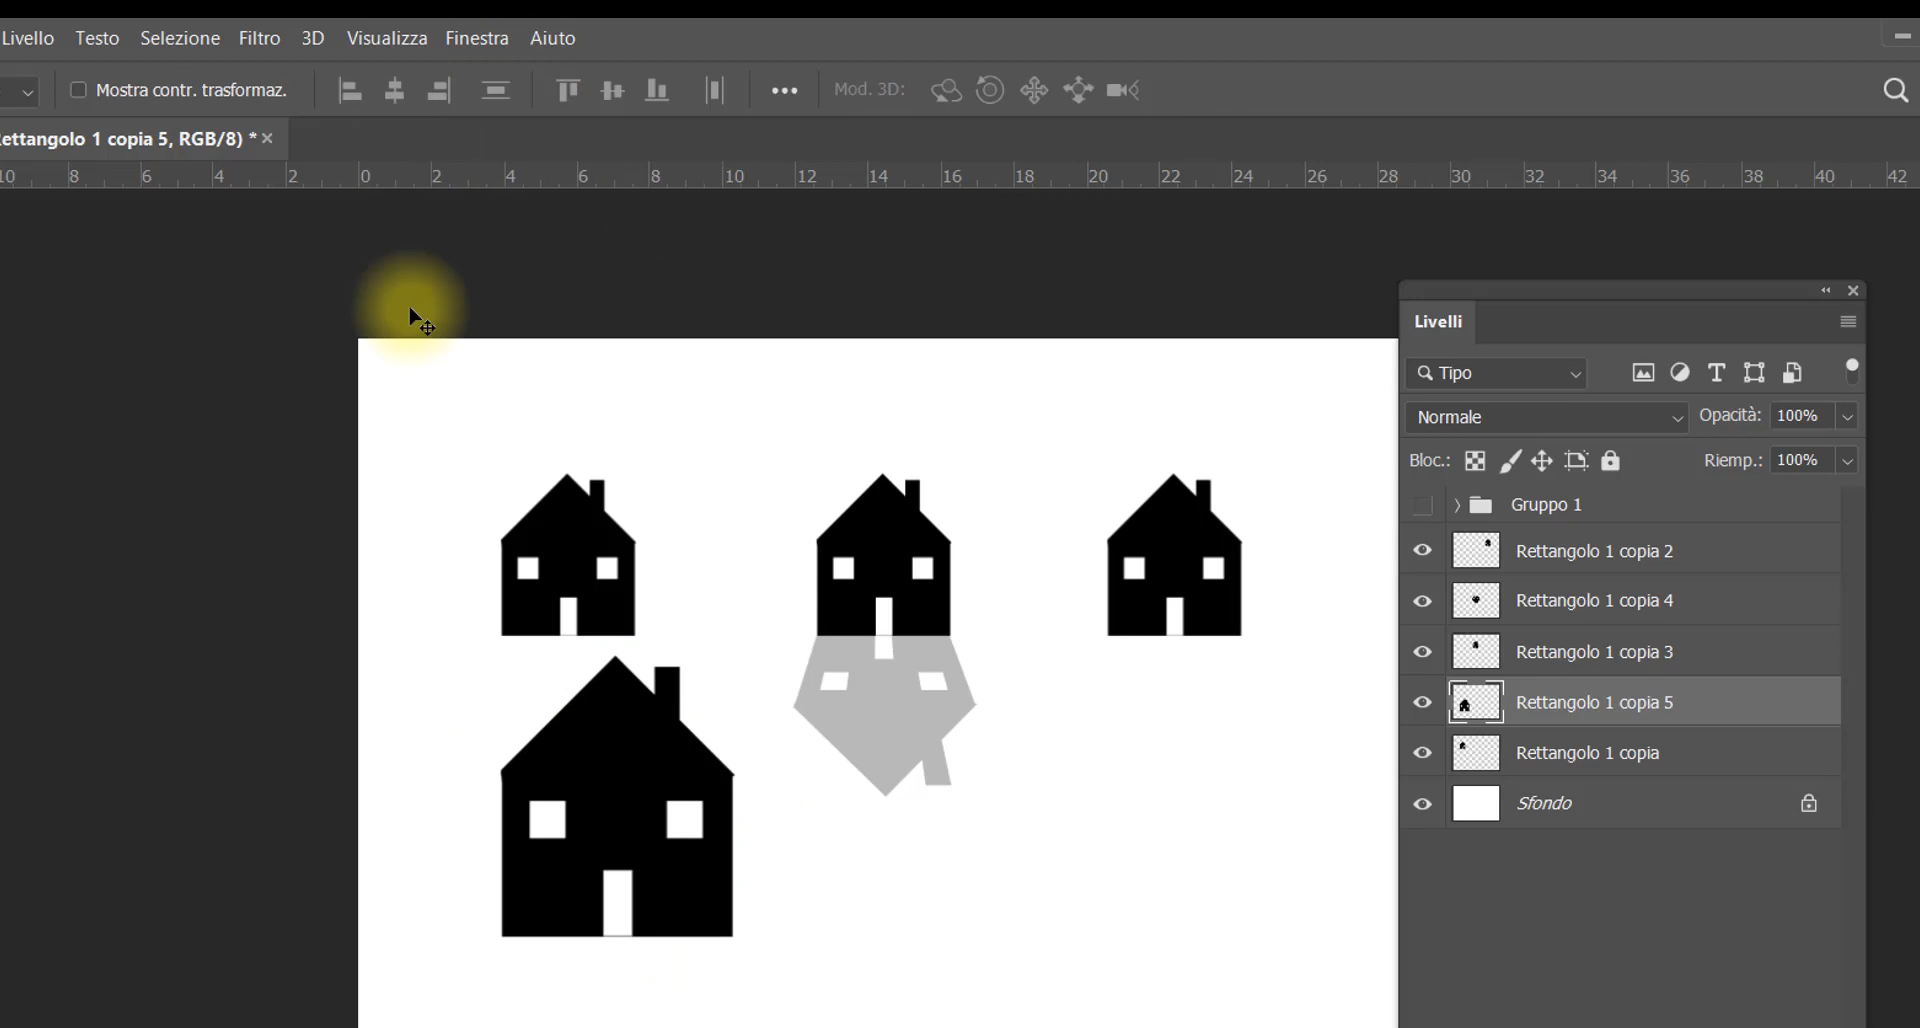 Livello Testo Selezione Filtro 3D Visualizza Finestra Aiuto
Mostra contr. trasformaz. Mod. 3D:
ettangolo 1 copia 5, RGB/8) *
10 8 6 4 2 0 2 4 6 8 10 12 14 16 18 20 22 24 26 28 30 32 34 36 38 40 42
Livelli
Tipo
Normale Opacità: 100%
Bloc.: Riemp.: 100%
Gruppo 1
Rettangolo 1 copia 2
Rettangolo 1 copia 4
Rettangolo 1 copia 3
Rettangolo 1 copia 5
Rettangolo 1 copia
Sfondo